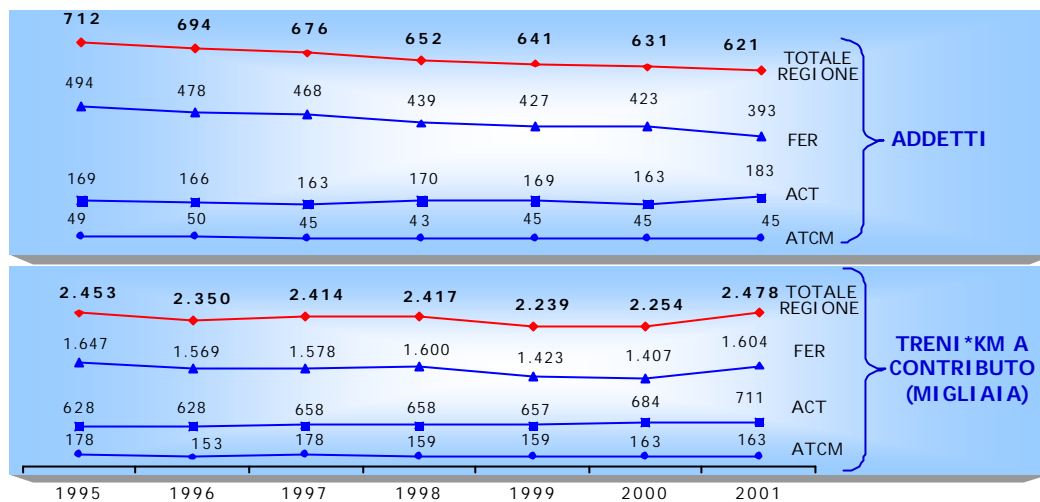 712 694 676 652 641 631 621
TOTALE
REGIONE
494 478 468 439 427 423 393
FER
ADDETTI
169 166 163 170 169 163 183
ACT
49 50 45 43 45 45 45
ATCM
2.453 2.350 2.414 2.417 2.239 2.254 2.478
TOTALE
REGIONE
1.647 1.569 1.578 1.600 1.423 1.407 1.604
FER
TRENI*KM A
CONTRIBUTO
(MIGLIAIA)
628 628 658 658 657 684 711
ACT
178 153 178 159 159 163 163
ATCM
1995 1996 1997 1998 1999 2000 2001